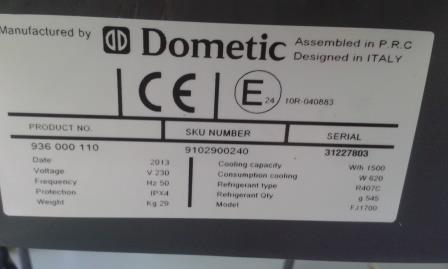 Manufactured by Dometic Assembled in P.R.C
Designed in ITALY
CE E 24 10R-040883
PRODUCT NO. SKU NUMBER SERIAL
936 000 110 9102900240 31227803
Date 2013 Cooling capacity W/h 1500
Voltage V 230 Consumption cooling W 620
Frequency Hz 50 Refrigerant type R407C
Protection IPX4 Refrigerant Qty g 545
Weight Kg 29 Model FJ1700